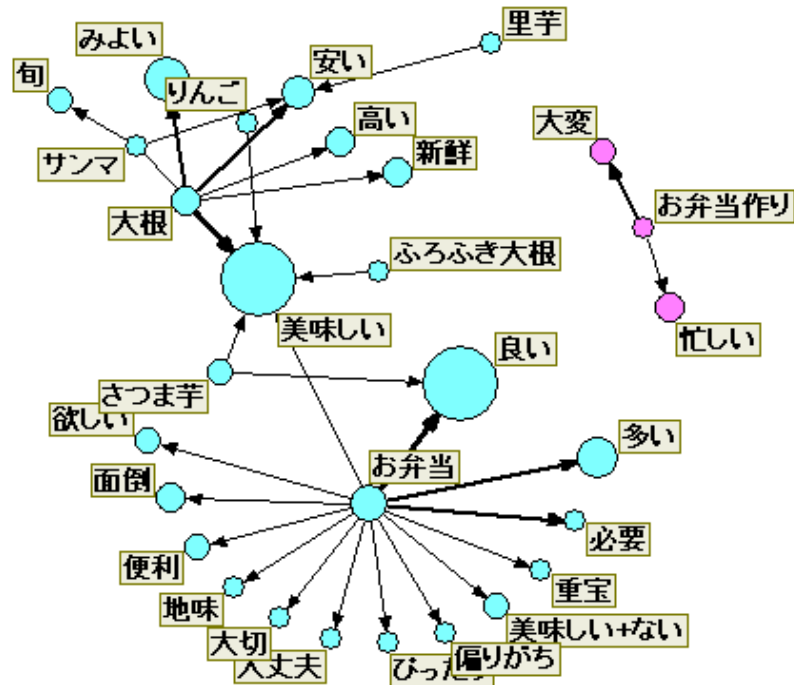 里芋
みよい
安い
旬
りんご
大変
高い
サンマ
新鮮
お弁当作り
大根
ふろふき大根
美味しい
忙しい
良い
さつま芋
欲しい
多い
お弁当
面倒
必要
便利
重宝
地味
美味しい+ない
大切
偏りがち